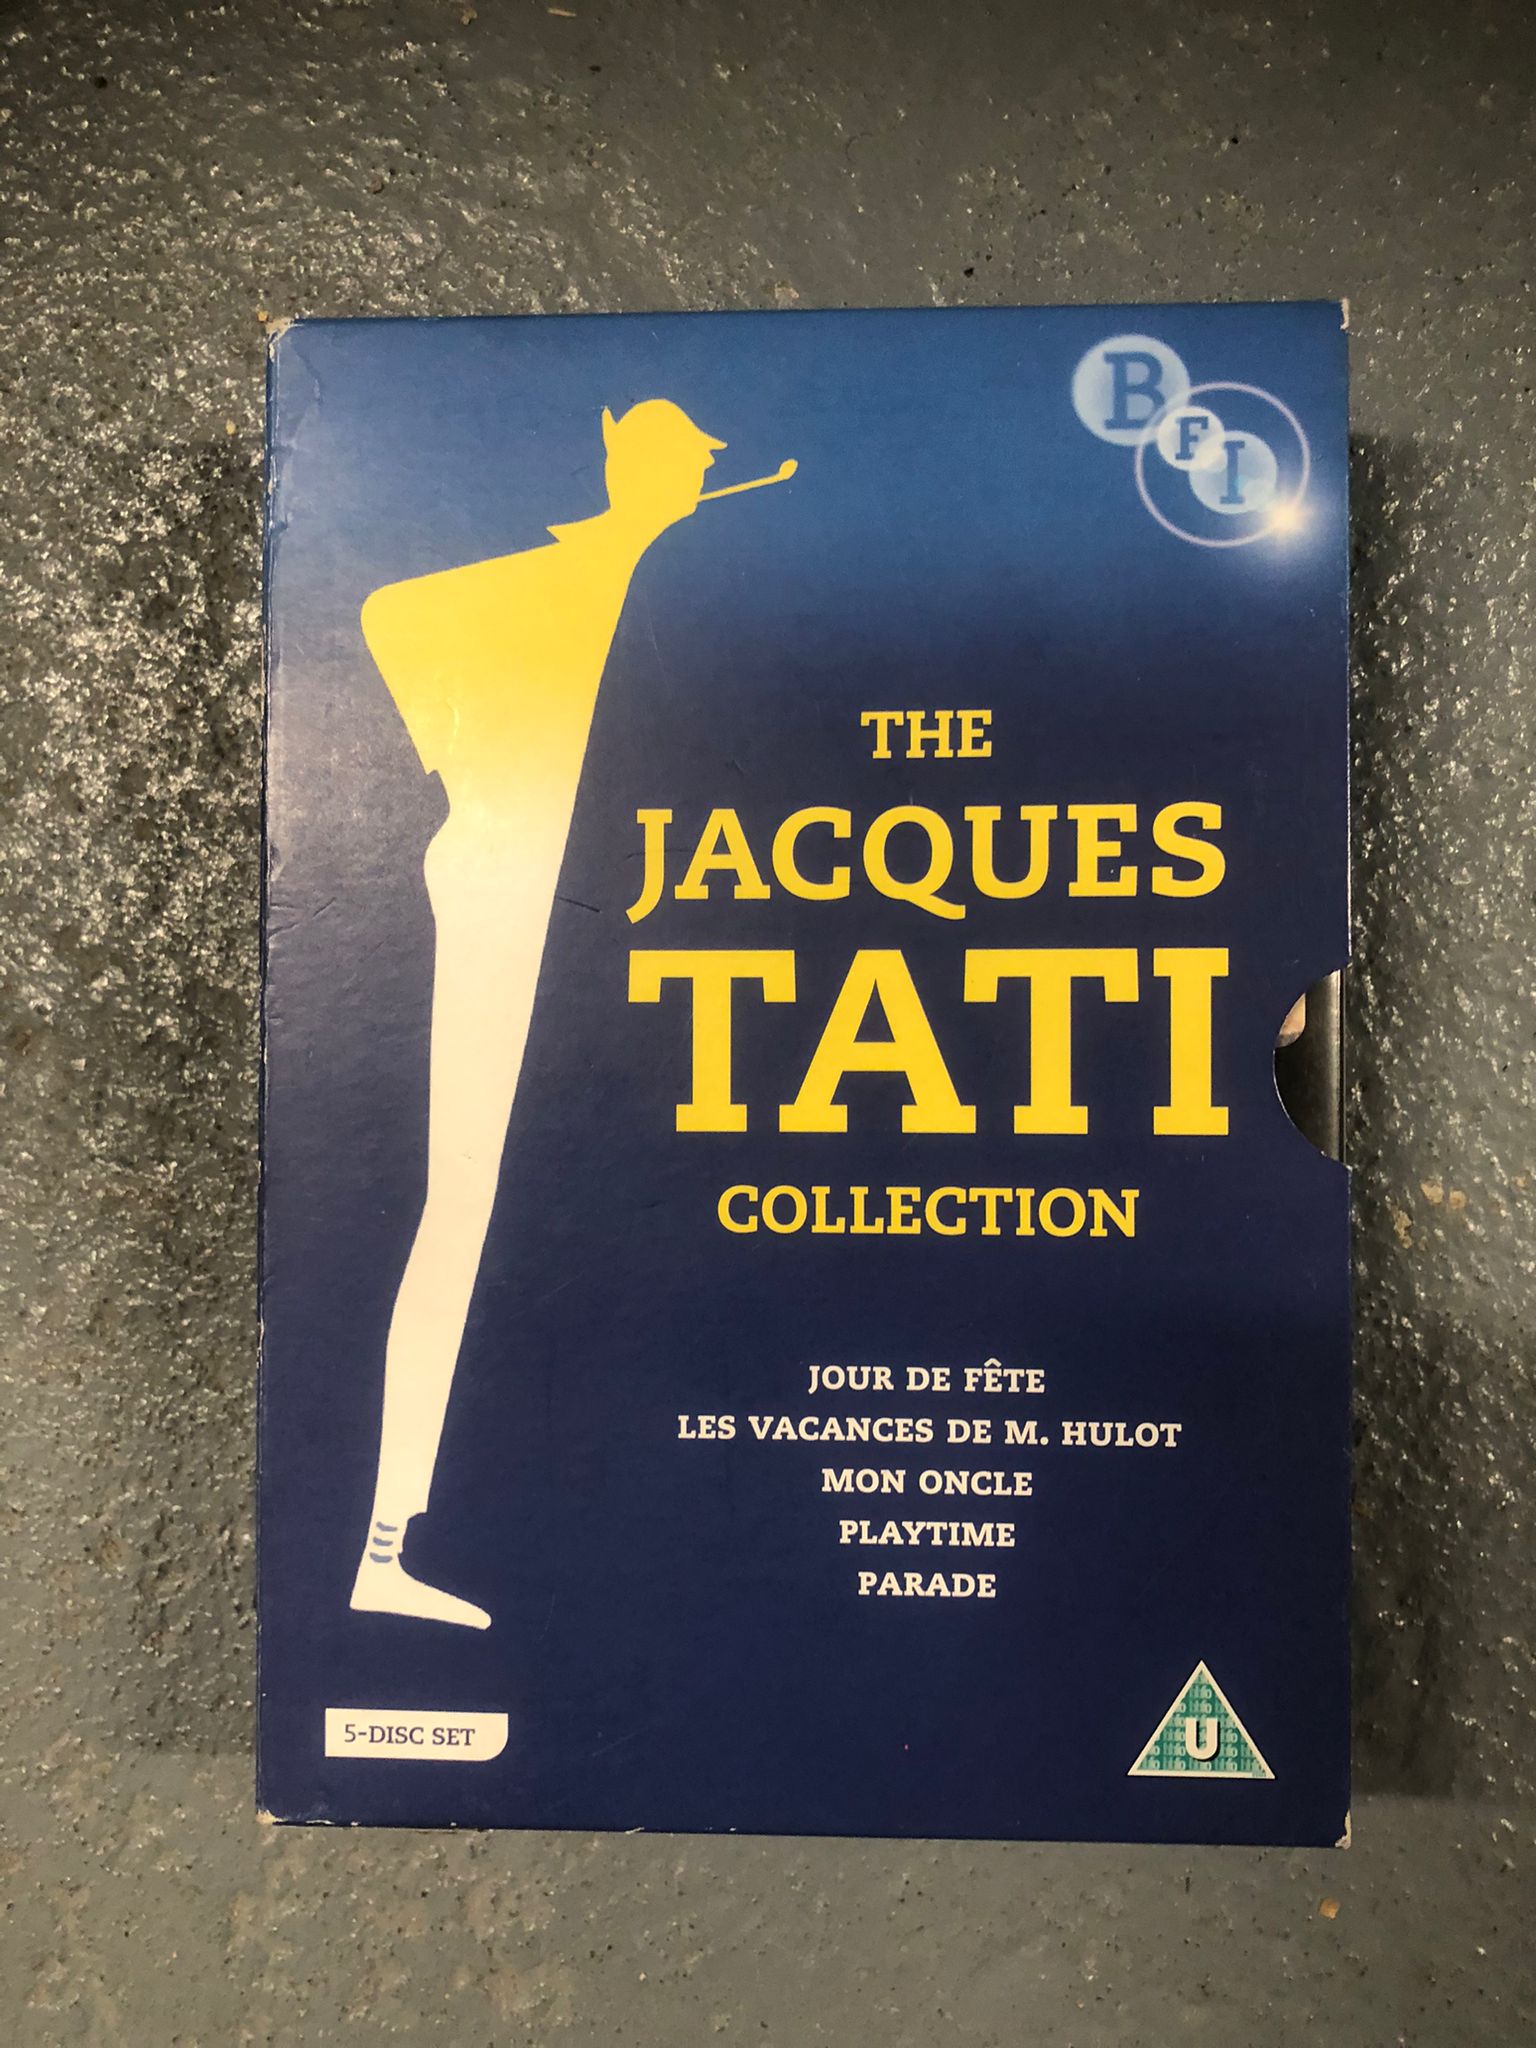 BFI
THE
JACQUES
TATI
COLLECTION
JOUR DE FÊTE
LES VACANCES DE M. HULOT
MON ONCLE
PLAYTIME
PARADE
5-DISC SET
U